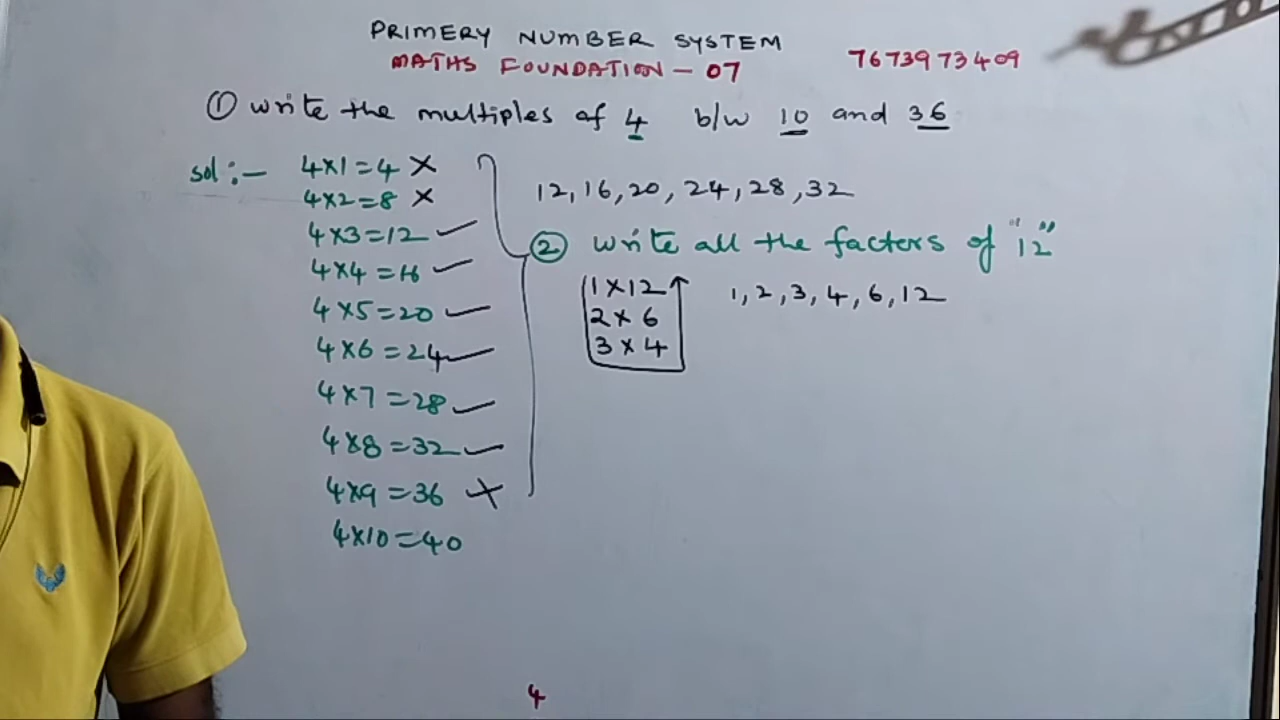 PRIMERY NUMBER SYSTEM
MATHS FOUNDATION - 07
7673973409
① Write the multiples of 4 b/w 10 and 36
Sol :-
4×1=4 ×
4×2=8 ×
4×3=12 ✓
4×4=16 ✓
4×5=20 ✓
4×6=24 ✓
4×7=28 ✓
4×8=32 ✓
4×9=36 ×
4×10=40
12, 16, 20, 24, 28, 32
② Write all the factors of "12"
1×12
2×6
3×4
1, 2, 3, 4, 6, 12
4